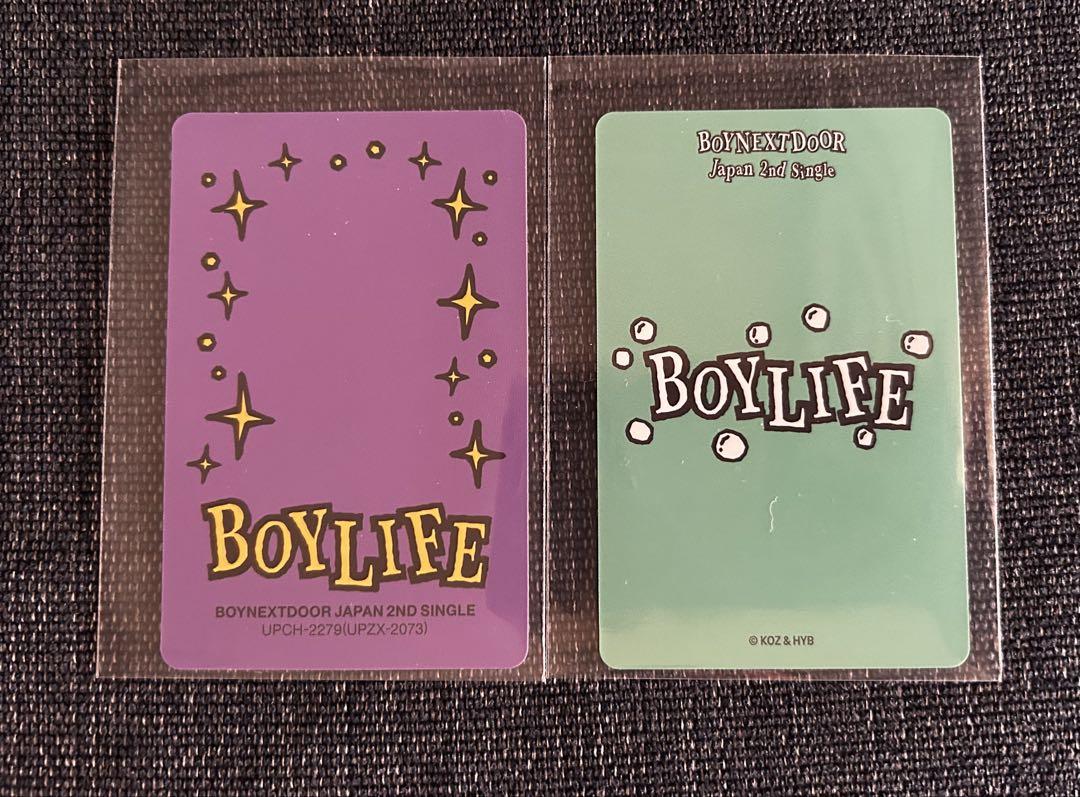 BOYLIFE
BOYNEXTDOOR JAPAN 2ND SINGLE
UPCH-2279(UPZX-2073)
BOYNEXTDOOR
Japan 2nd Single
BOYLIFE
© KOZ & HYB